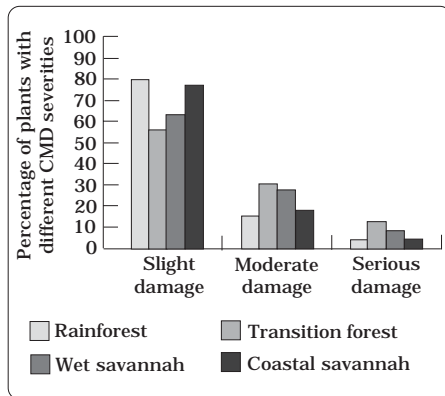 Percentage of plants with
different CMD severities
100
90
80
70
60
50
40
30
20
10
0
Slight
damage
Moderate
damage
Serious
damage
Rainforest
Transition forest
Wet savannah
Coastal savannah